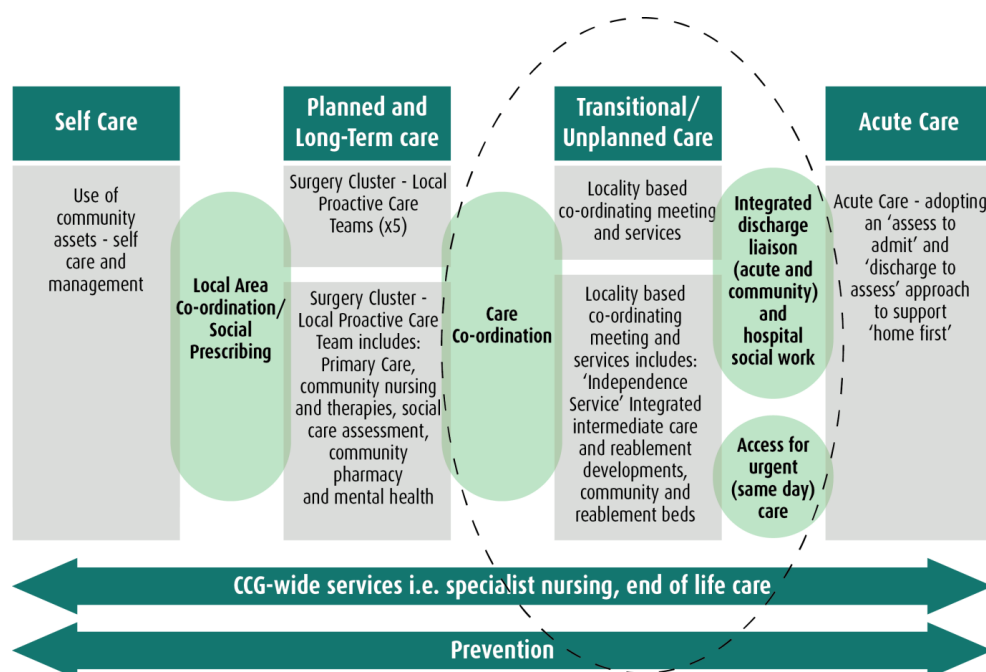 Self Care
Use of
community
assets - self
care and
management
Local Area
Co-ordination/
Social
Prescribing
Planned and
Long-Term care
Surgery Cluster - Local
Proactive Care
Teams (x5)
Surgery Cluster -
Local Proactive Care
Team includes:
Primary Care,
community nursing
and therapies, social
care assessment,
community
pharmacy
and mental health
Care
Co-ordination
Transitional/
Unplanned Care
Locality based
co-ordinating meeting
and services
Locality based
co-ordinating
meeting and
services includes:
‘Independence
Service’ Integrated
intermediate care
and reablement
developments,
community and
reablement beds
Integrated
discharge
liaison
(acute and
community)
and
hospital
social work
Access for
urgent
(same day)
care
Acute Care
Acute Care - adopting
an ‘assess to
admit’ and
‘discharge to
assess’ approach
to support
‘home first’
CCG-wide services i.e. specialist nursing, end of life care
Prevention